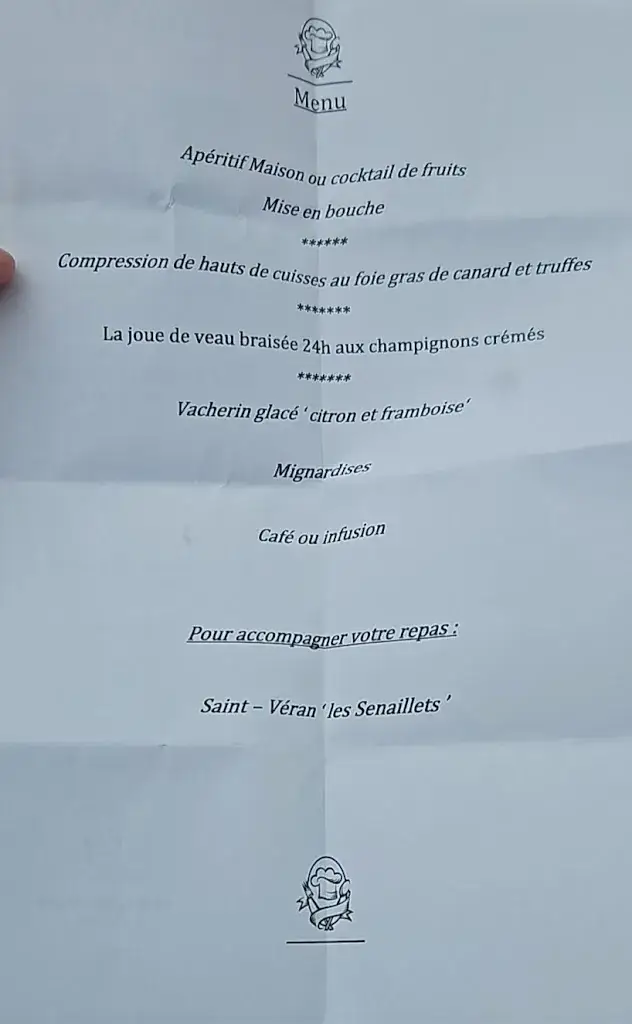 Menu
Apéritif Maison ou cocktail de fruits
Mise en bouche
******
Compression de hauts de cuisses au foie gras de canard et truffes
*******
La joue de veau braisée 24h aux champignons crémés
*******
Vacherin glacé ‘ citron et framboise‘
Mignardises
Café ou infusion
Pour accompagner votre repas :
Saint – Véran ‘ les Senaillets ’